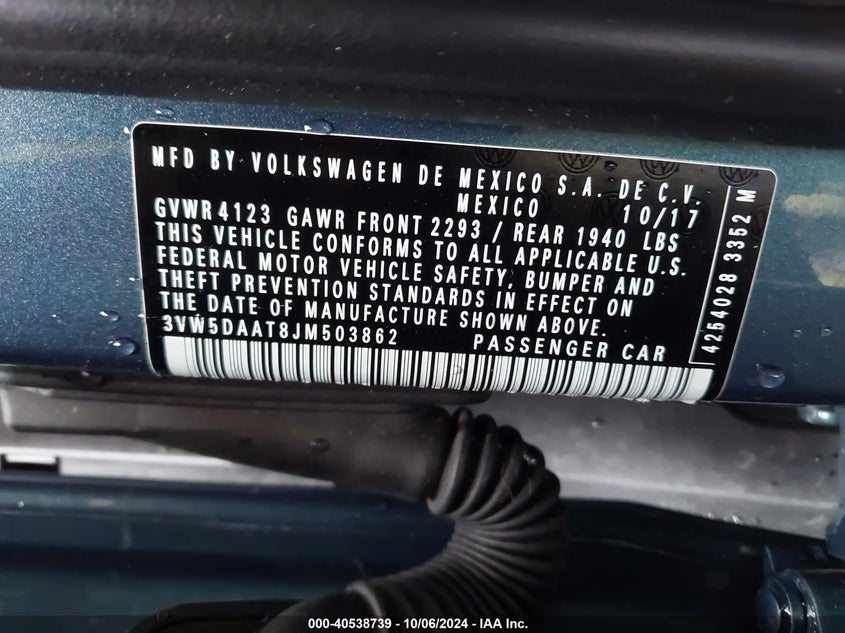 MFD BY VOLKSWAGEN DE MEXICO S.A. DE C.V.
MEXICO 10/17
GVWR 4123 GAWR FRONT 2293 / REAR 1940 LBS
THIS VEHICLE CONFORMS TO ALL APPLICABLE U.S.
FEDERAL MOTOR VEHICLE SAFETY, BUMPER AND
THEFT PREVENTION STANDARDS IN EFFECT ON
THE DATE OF MANUFACTURE SHOWN ABOVE.
3VW5DAAT8JM503862 PASSENGER CAR
4254028 3352 M
000-40538739 - 10/06/2024 - IAA Inc.